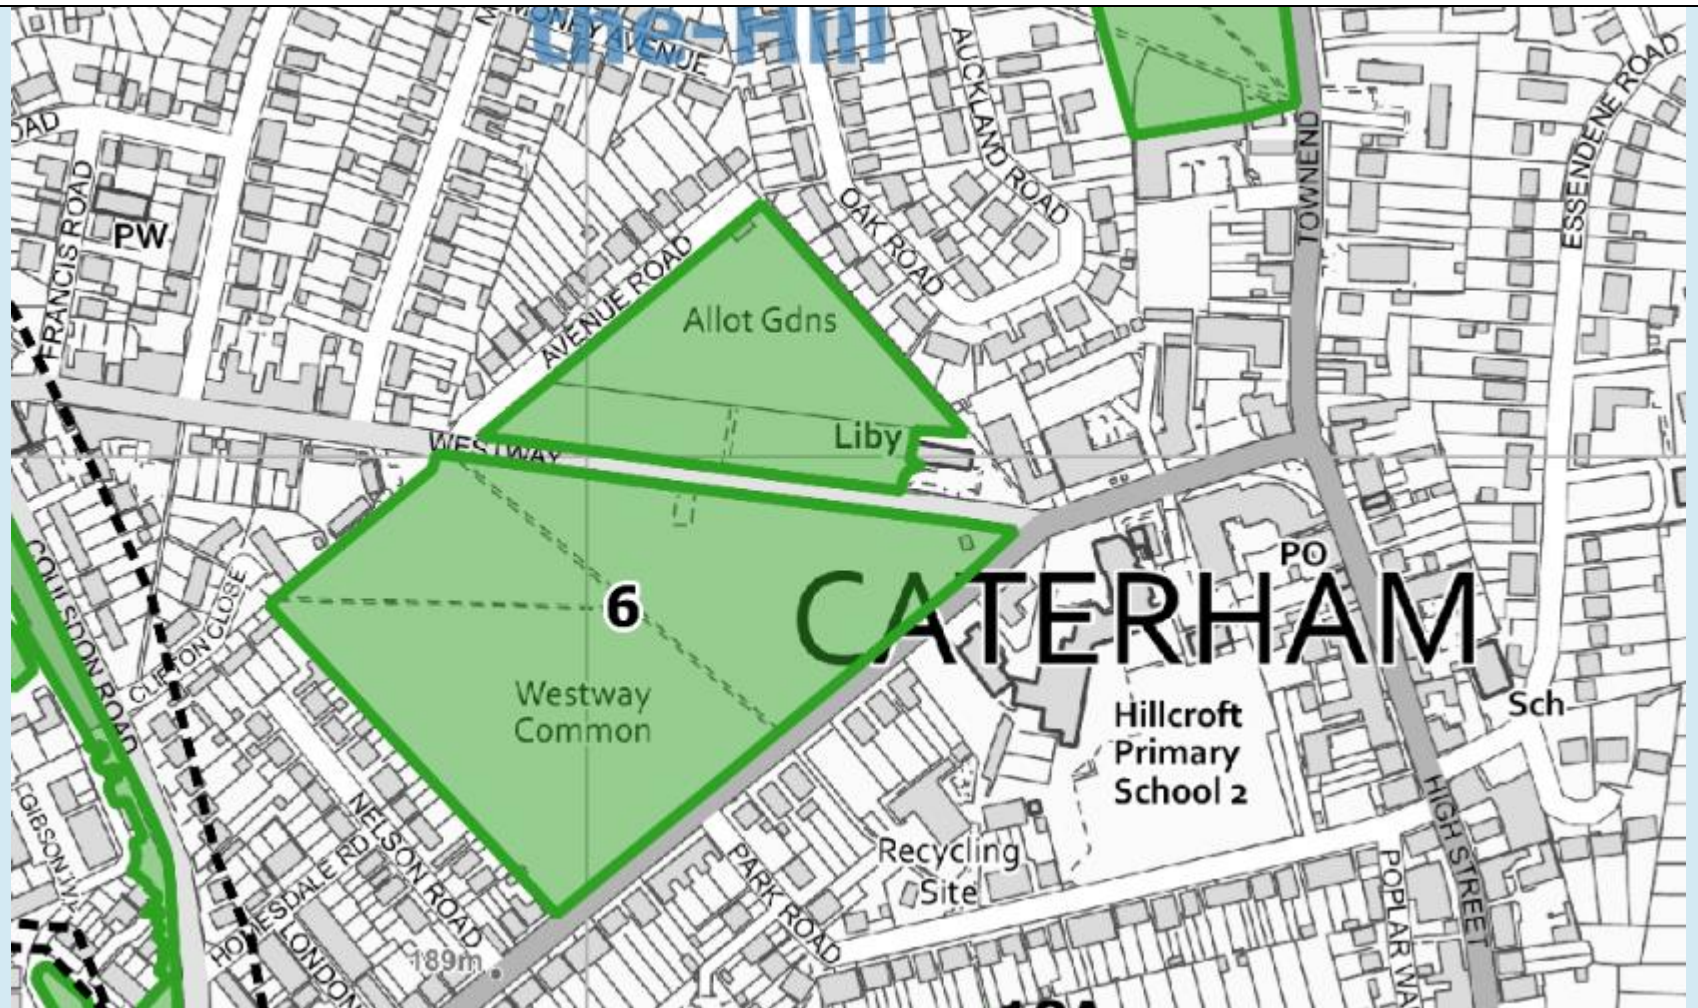 the-Hill
MONEY AVENUE
AUCKLAND ROAD
ESSENDENE ROAD
OAD
FRANCIS ROAD
PW
TOWNEND
OAK ROAD
AVENUE ROAD
Allot Gdns
Liby
WESTWAY
PO
6
CATERHAM
COULSDON ROAD
CLIFTON CLOSE
Westway
Common
Hillcroft
Primary
School 2
Sch
HIGH STREET
NELSON ROAD
Recycling
Site
PARK ROAD
POPLAR WA
HOLMESDALE RD
LONDON
189m